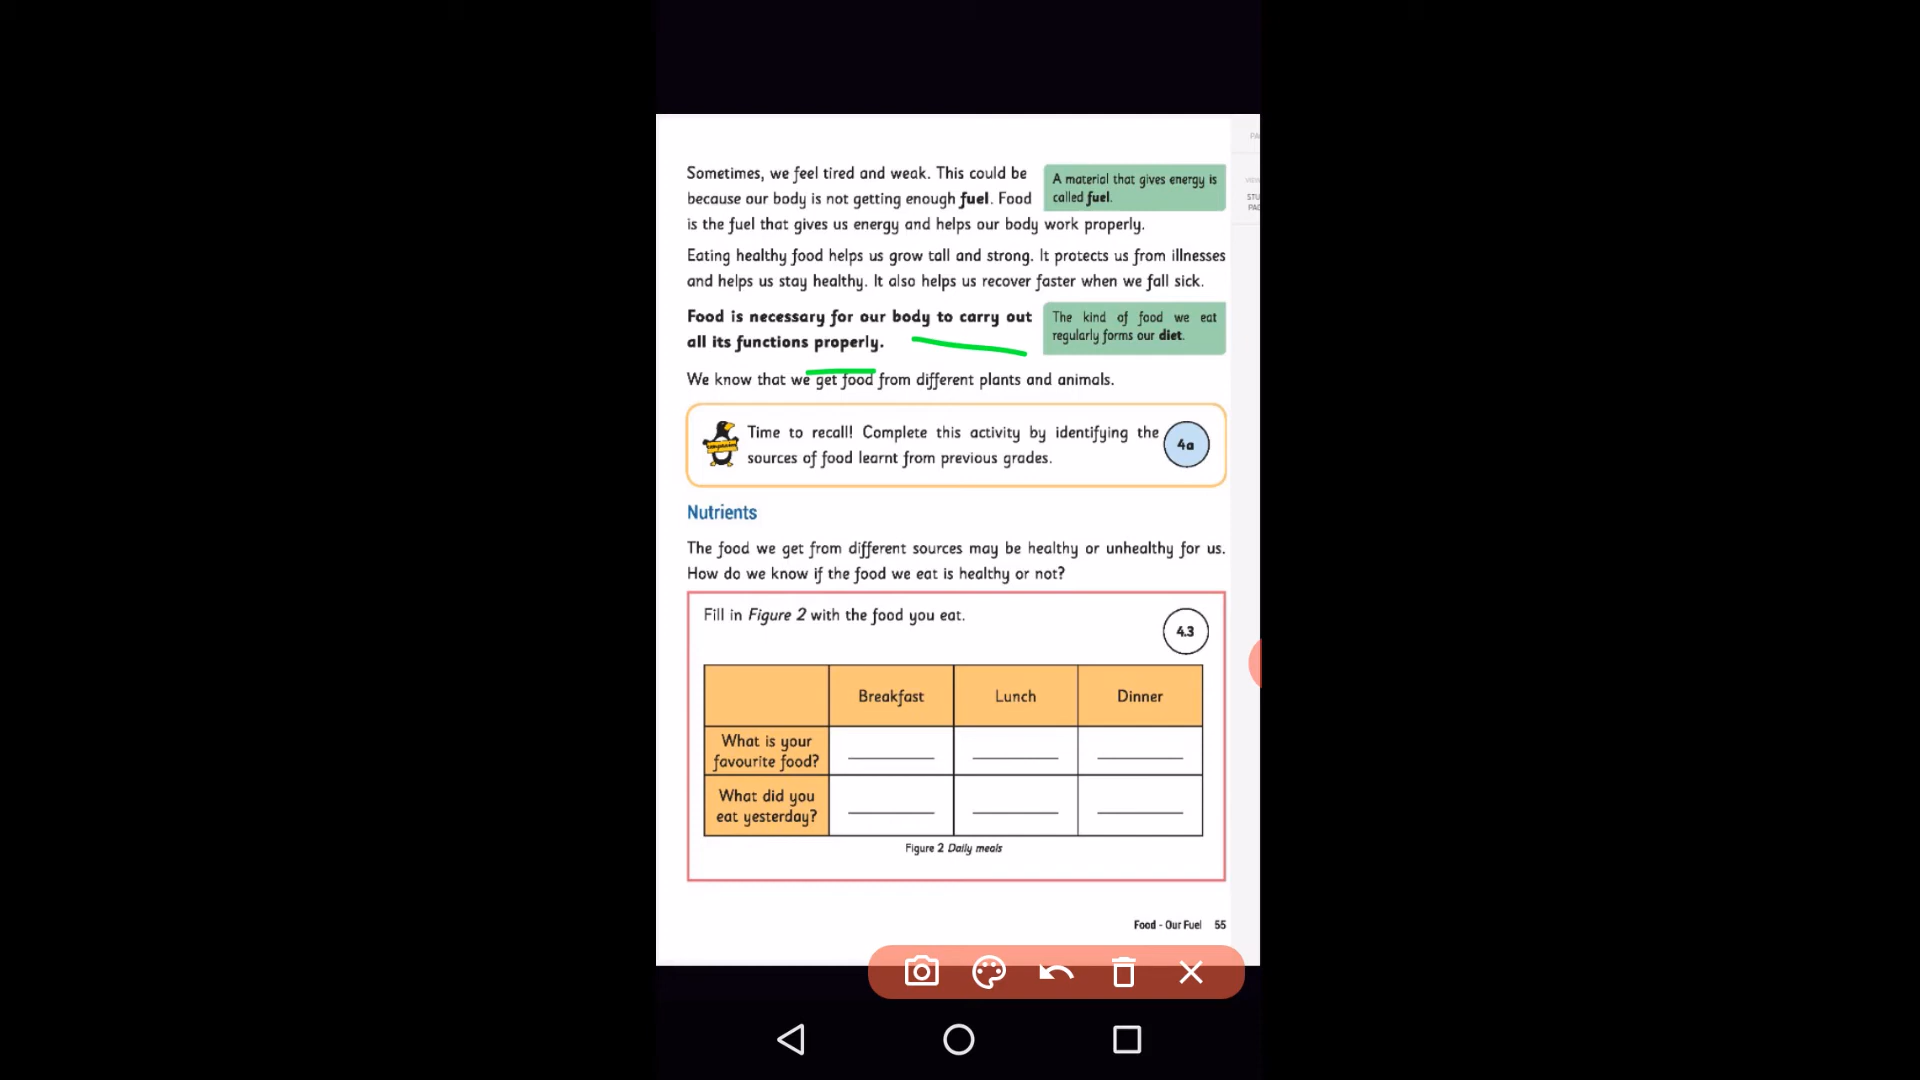 Sometimes, we feel tired and weak. This could be
because our body is not getting enough fuel. Food
is the fuel that gives us energy and helps our body work properly.
A material that gives energy is
called fuel.
Eating healthy food helps us grow tall and strong. It protects us from illnesses
and helps us stay healthy. It also helps us recover faster when we fall sick.
Food is necessary for our body to carry out
all its functions properly.
The kind of food we eat
regularly forms our diet.
We know that we get food from different plants and animals.
Time to recall! Complete this activity by identifying the
sources of food learnt from previous grades.
4a
Nutrients
The food we get from different sources may be healthy or unhealthy for us.
How do we know if the food we eat is healthy or not?
Fill in Figure 2 with the food you eat.
4.3
Breakfast Lunch Dinner
What is your
favourite food?
What did you
eat yesterday?
Figure 2 Daily meals
Food - Our Fuel 55